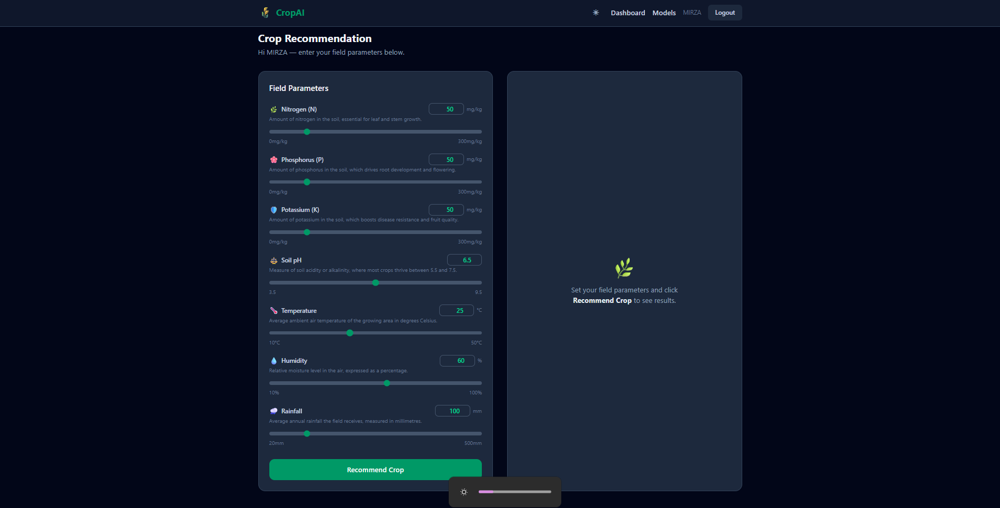 CropAI
Dashboard Models MIRZA Logout
Crop Recommendation
Hi MIRZA — enter your field parameters below.
Field Parameters
Nitrogen (N) 50 mg/kg
Amount of nitrogen in the soil, essential for leaf and stem growth.
0mg/kg 300mg/kg
Phosphorus (P) 50 mg/kg
Amount of phosphorus in the soil, which drives root development and flowering.
0mg/kg 300mg/kg
Potassium (K) 50 mg/kg
Amount of potassium in the soil, which boosts disease resistance and fruit quality.
0mg/kg 300mg/kg
Soil pH 6.5
Measure of soil acidity or alkalinity, where most crops thrive between 5.5 and 7.5.
3.5 9.5
Temperature 25 °C
Average ambient air temperature of the growing area in degrees Celsius.
10°C 50°C
Humidity 60 %
Relative moisture level in the air, expressed as a percentage.
10% 100%
Rainfall 100 mm
Average annual rainfall the field receives, measured in millimetres.
20mm 500mm
Recommend Crop
Set your field parameters and click
Recommend Crop to see results.